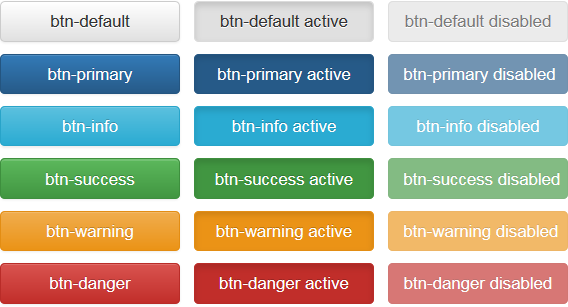 btn-default btn-default active btn-default disabled
btn-primary btn-primary active btn-primary disabled
btn-info btn-info active btn-info disabled
btn-success btn-success active btn-success disabled
btn-warning btn-warning active btn-warning disabled
btn-danger btn-danger active btn-danger disabled